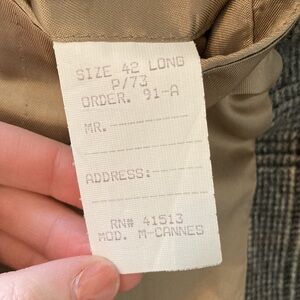 SIZE 42 LONG
P/73
ORDER. 91-A
MR. ------------
ADDRESS:--------
RN# 41513
MOD. M-CANNES